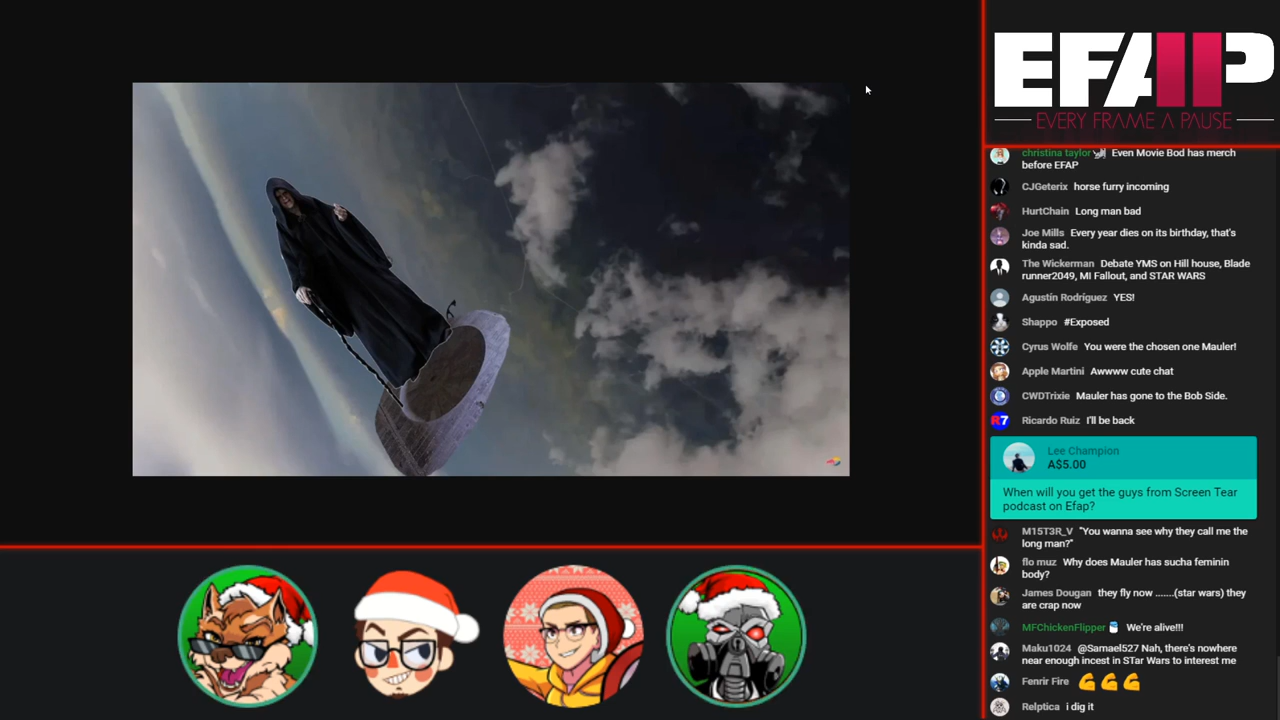 EFAP
EVERY FRAME A PAUSE
christina taylor Even Movie Bod has merch
before EFAP
CJGeterix horse furry incoming
HurtChain Long man bad
Joe Mills Every year dies on its birthday, that's
kinda sad.
The Wickerman Debate YMS on Hill house, Blade
runner2049, MI Fallout, and STAR WARS
Agustín Rodríguez YES!
Shappo #Exposed
Cyrus Wolfe You were the chosen one Mauler!
Apple Martini Awwww cute chat
CWDTrixie Mauler has gone to the Bob Side.
R7 Ricardo Ruiz I'll be back
Lee Champion
A$5.00
When will you get the guys from Screen Tear
podcast on Efap?
M15T3R_V "You wanna see why they call me the
long man?"
flo muz Why does Mauler has sucha feminin
body?
James Dougan they fly now .......(star wars) they
are crap now
MFChickenFlipper We're alive!!!
Maku1024 @Samael527 Nah, there's nowhere
near enough incest in STar Wars to interest me
Fenrir Fire
Relptica i dig it